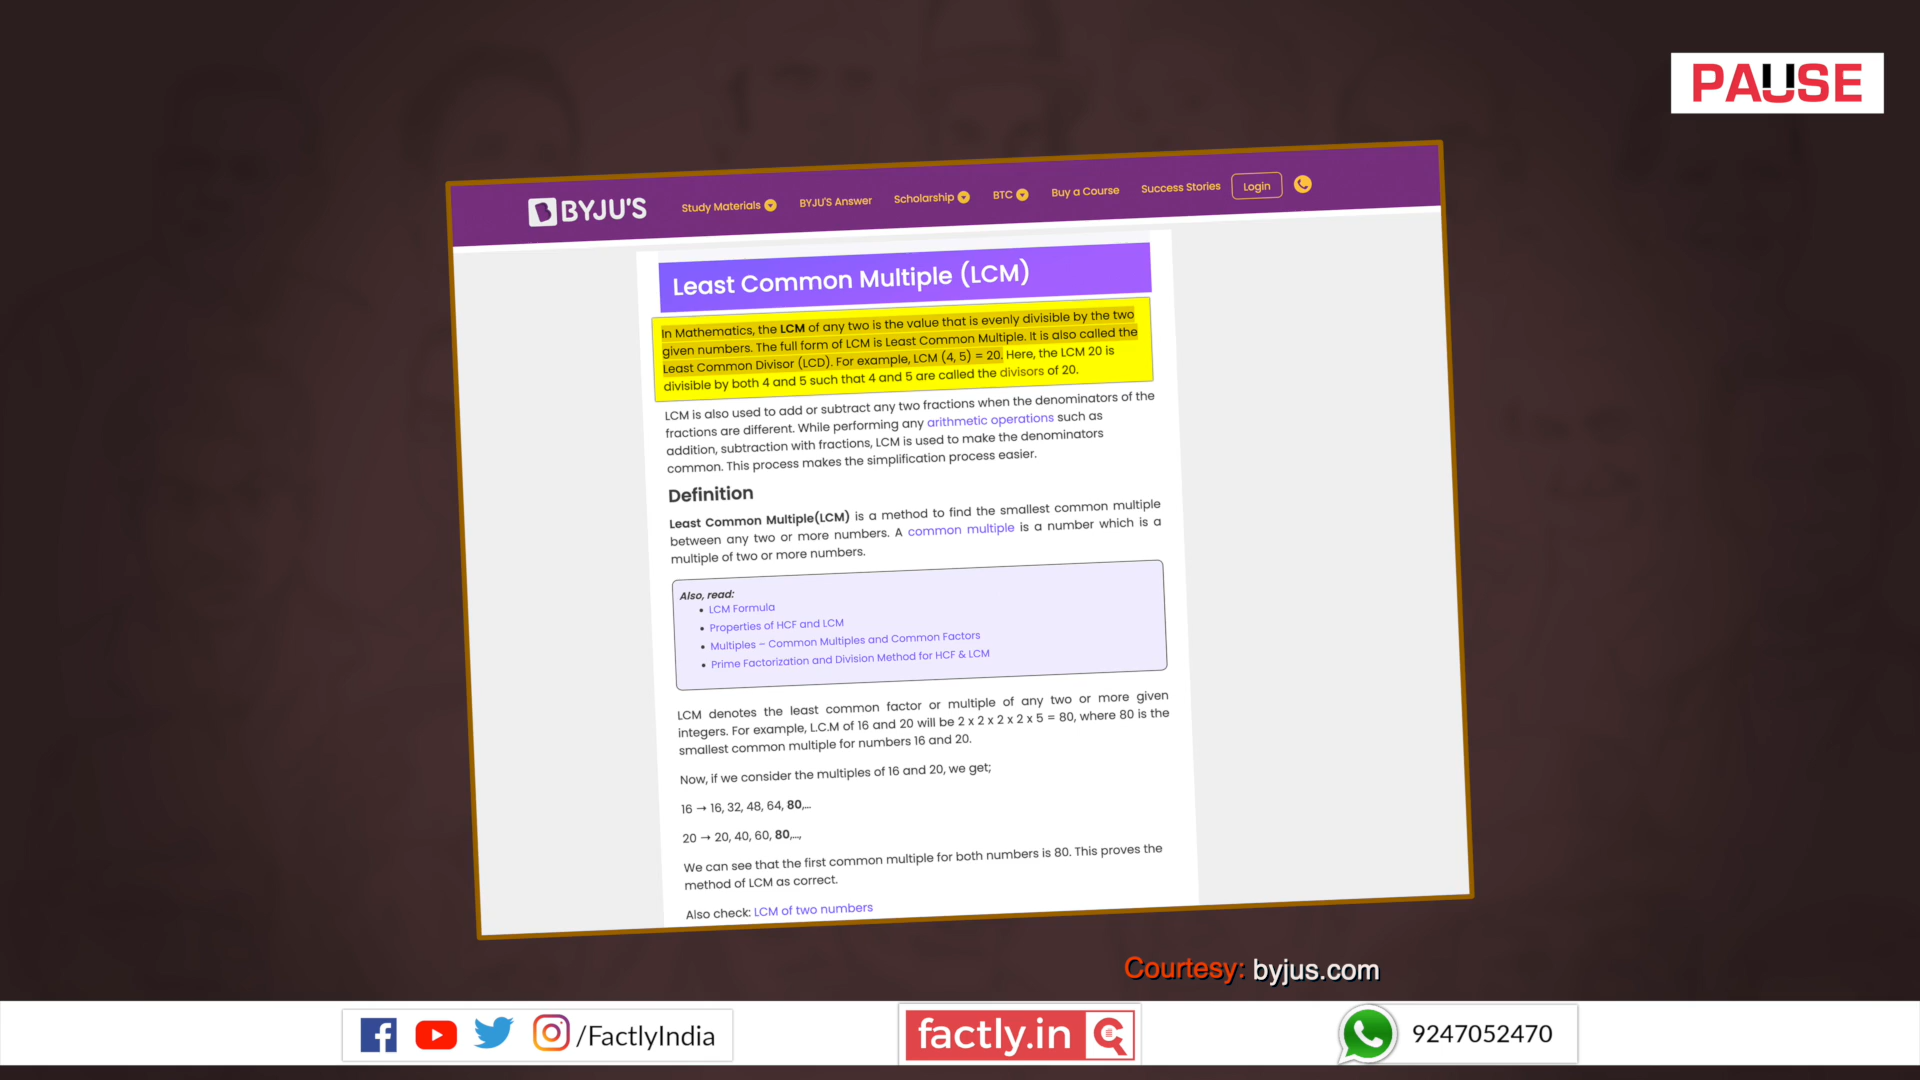 PAUSE
BYJU'S
Study Materials
BYJU'S Answer
Scholarship
BTC
Buy a Course
Success Stories
Login
Least Common Multiple (LCM)
In Mathematics, the LCM of any two is the value that is evenly divisible by the two
given numbers. The full form of LCM is Least Common Multiple. It is also called the
Least Common Divisor (LCD). For example, LCM (4, 5) = 20. Here, the LCM 20 is
divisible by both 4 and 5 such that 4 and 5 are called the divisors of 20.
LCM is also used to add or subtract any two fractions when the denominators of the
fractions are different. While performing any arithmetic operations such as
addition, subtraction with fractions, LCM is used to make the denominators
common. This process makes the simplification process easier.
Definition
Least Common Multiple(LCM) is a method to find the smallest common multiple
between any two or more numbers. A common multiple is a number which is a
multiple of two or more numbers.
Also, read:
• LCM Formula
• Properties of HCF and LCM
• Multiples – Common Multiples and Common Factors
• Prime Factorization and Division Method for HCF & LCM
LCM denotes the least common factor or multiple of any two or more given
integers. For example, L.C.M of 16 and 20 will be 2 x 2 x 2 x 2 x 5 = 80, where 80 is the
smallest common multiple for numbers 16 and 20.
Now, if we consider the multiples of 16 and 20, we get;
16 → 16, 32, 48, 64, 80,…
20 → 20, 40, 60, 80,…,
We can see that the first common multiple for both numbers is 80. This proves the
method of LCM as correct.
Also check: LCM of two numbers
Courtesy: byjus.com
/FactlyIndia
factly.in
9247052470